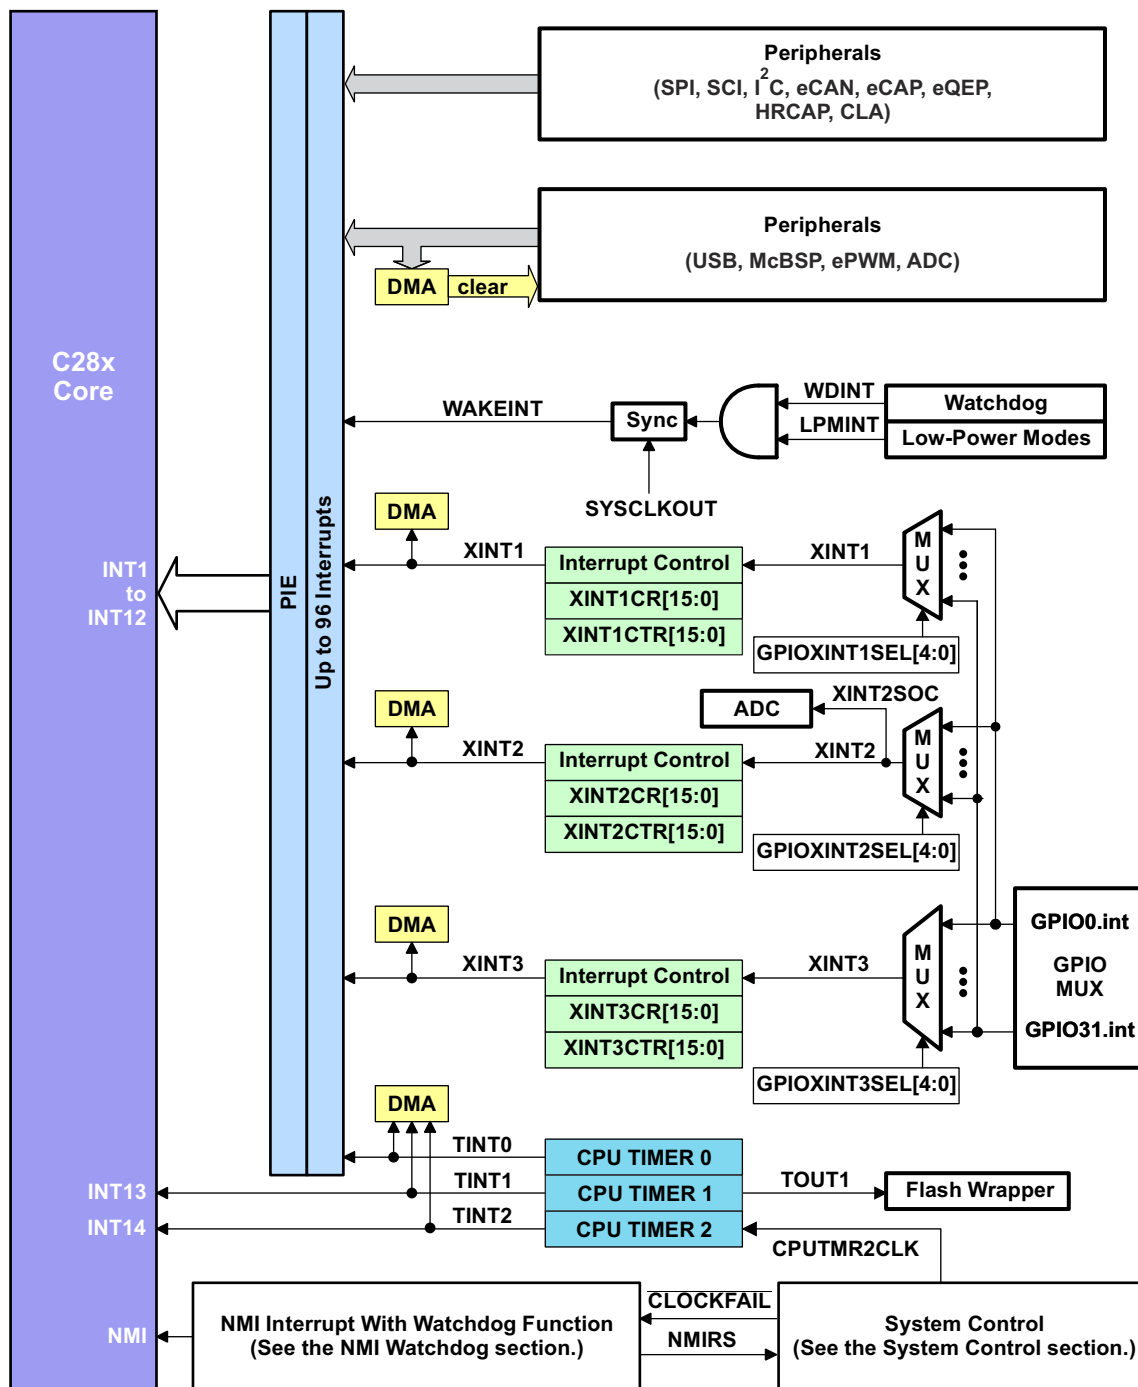 Peripherals
(SPI, SCI, I²C, eCAN, eCAP, eQEP,
HRCAP, CLA)
Peripherals
(USB, McBSP, ePWM, ADC)
DMA
clear
C28x
Core
WAKEINT
Sync
WDINT
LPMINT
Watchdog
Low-Power Modes
SYSCLKOUT
PIE
Up to 96 Interrupts
INT1
to
INT12
DMA
XINT1
Interrupt Control
XINT1CR[15:0]
XINT1CTR[15:0]
XINT1
MUX
GPIOXINT1SEL[4:0]
DMA
XINT2
Interrupt Control
XINT2CR[15:0]
XINT2CTR[15:0]
ADC
XINT2SOC
XINT2
MUX
GPIOXINT2SEL[4:0]
DMA
XINT3
Interrupt Control
XINT3CR[15:0]
XINT3CTR[15:0]
XINT3
MUX
GPIOXINT3SEL[4:0]
GPIO0.int
GPIO
MUX
GPIO31.int
DMA
TINT0
CPU TIMER 0
INT13
TINT1
CPU TIMER 1
TOUT1
Flash Wrapper
INT14
TINT2
CPU TIMER 2
CPUTMR2CLK
NMI
NMI Interrupt With Watchdog Function
(See the NMI Watchdog section.)
CLOCKFAIL
NMIRS
System Control
(See the System Control section.)